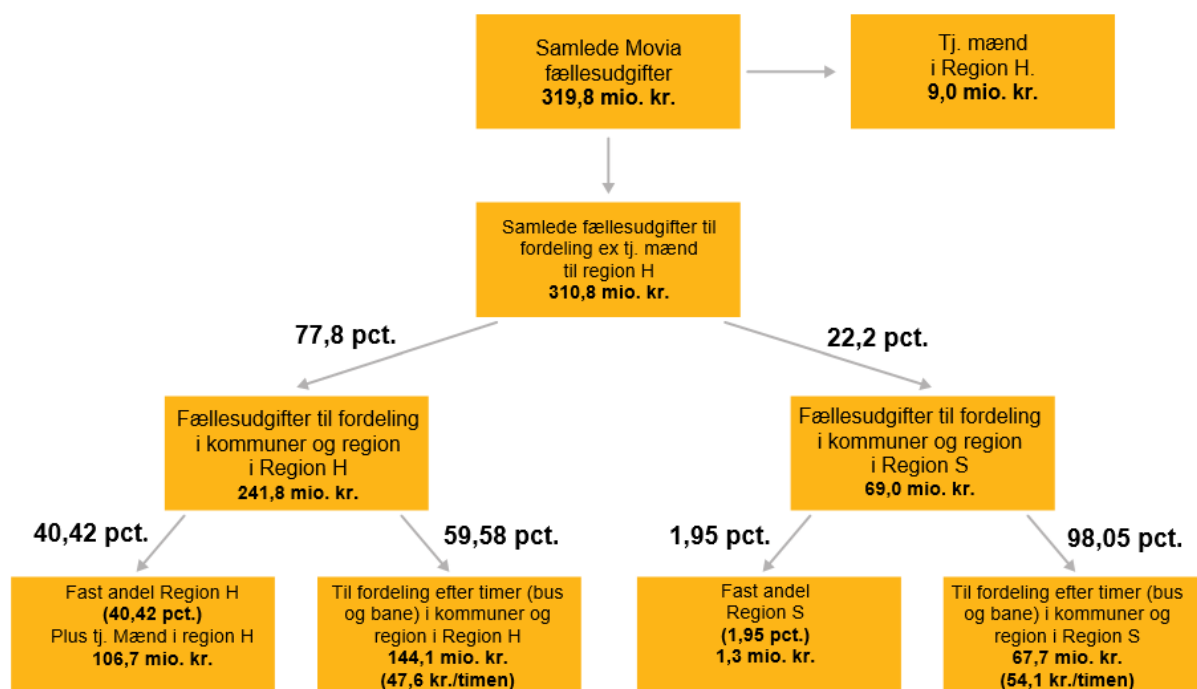 Samlede Movia
fællesudgifter
319,8 mio. kr.
Tj. mænd
i Region H.
9,0 mio. kr.
Samlede fællesudgifter til
fordeling ex tj. mænd
til region H
310,8 mio. kr.
77,8 pct.
22,2 pct.
Fællesudgifter til fordeling
i kommuner og region
i Region H
241,8 mio. kr.
Fællesudgifter til fordeling
i kommuner og region
i Region S
69,0 mio. kr.
40,42 pct.
59,58 pct.
1,95 pct.
98,05 pct.
Fast andel Region H
(40,42 pct.)
Plus tj. Mænd i region H
106,7 mio. kr.
Til fordeling efter timer (bus
og bane) i kommuner og
region i Region H
144,1 mio. kr.
(47,6 kr./timen)
Fast andel
Region S
(1,95 pct.)
1,3 mio. kr.
Til fordeling efter timer (bus
og bane) i kommuner og
region i Region S
67,7 mio. kr.
(54,1 kr./timen)